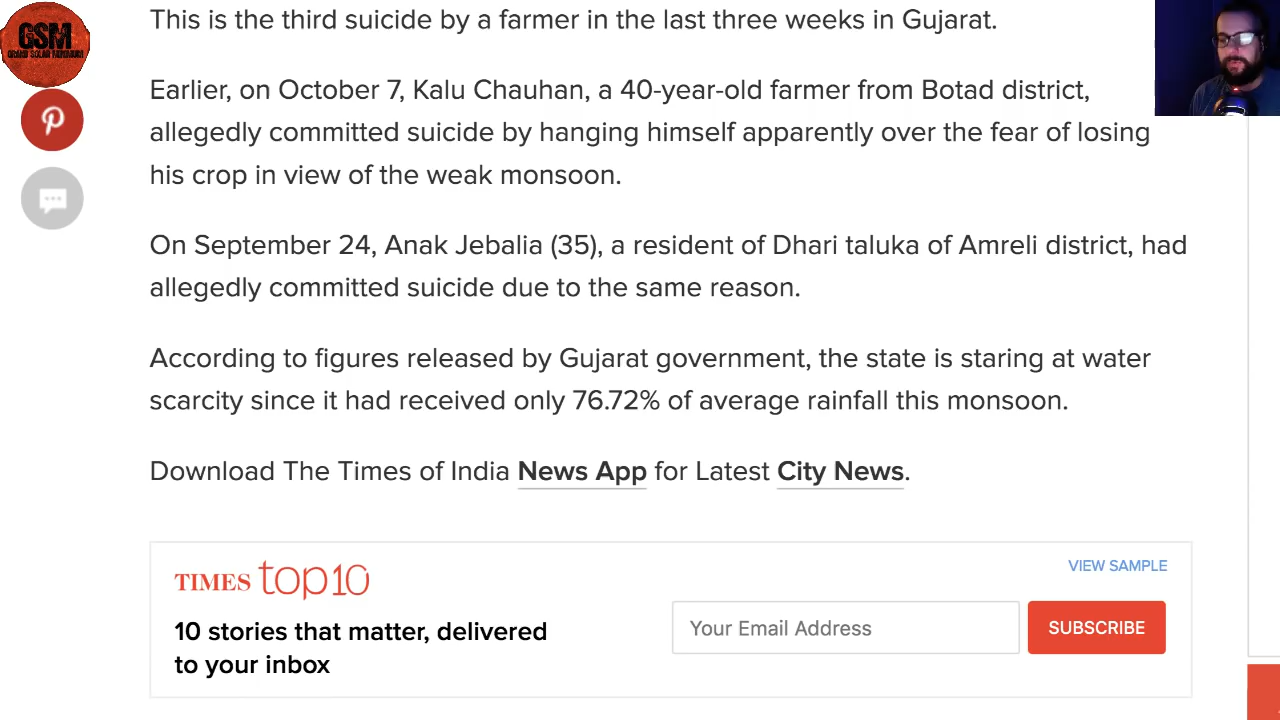 GSM
GRAND SOLAR MINIMUM
This is the third suicide by a farmer in the last three weeks in Gujarat.
Earlier, on October 7, Kalu Chauhan, a 40-year-old farmer from Botad district,
allegedly committed suicide by hanging himself apparently over the fear of losing
his crop in view of the weak monsoon.
On September 24, Anak Jebalia (35), a resident of Dhari taluka of Amreli district, had
allegedly committed suicide due to the same reason.
According to figures released by Gujarat government, the state is staring at water
scarcity since it had received only 76.72% of average rainfall this monsoon.
Download The Times of India News App for Latest City News.
TIMES top10
VIEW SAMPLE
10 stories that matter, delivered
to your inbox
Your Email Address
SUBSCRIBE